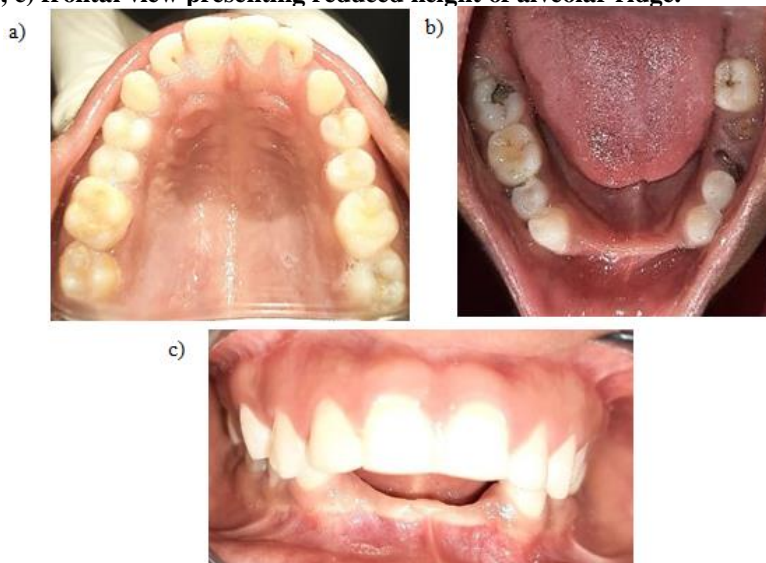 , c) frontal view presenting reduced height of alveolar ridge.
a)
b)
c)